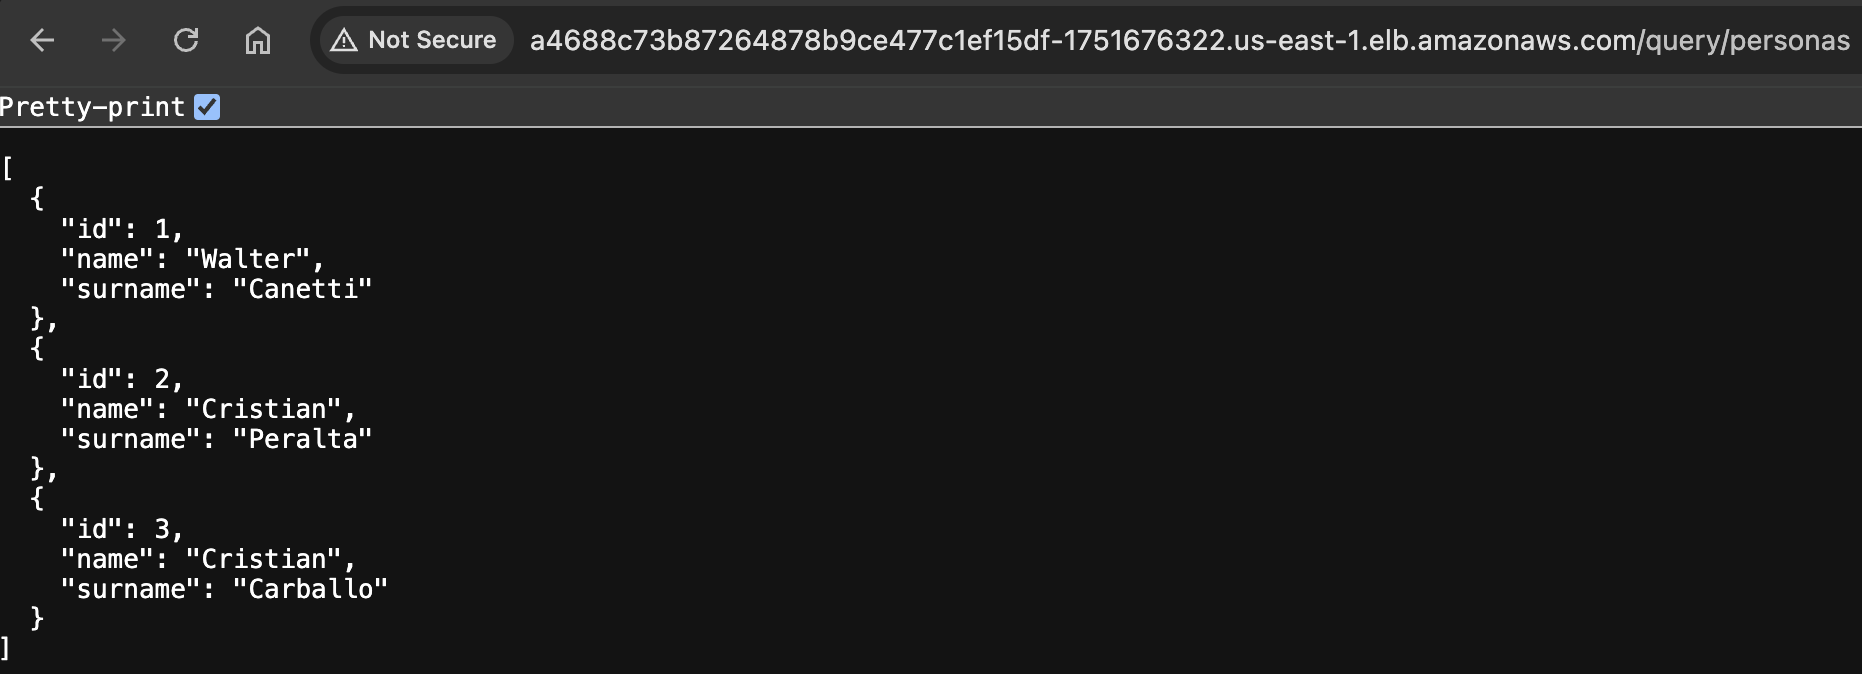 Not Secure a4688c73b87264878b9ce477c1ef15df-1751676322.us-east-1.elb.amazonaws.com/query/personas
Pretty-print
[
  {
    "id": 1,
    "name": "Walter",
    "surname": "Canetti"
  },
  {
    "id": 2,
    "name": "Cristian",
    "surname": "Peralta"
  },
  {
    "id": 3,
    "name": "Cristian",
    "surname": "Carballo"
  }
]